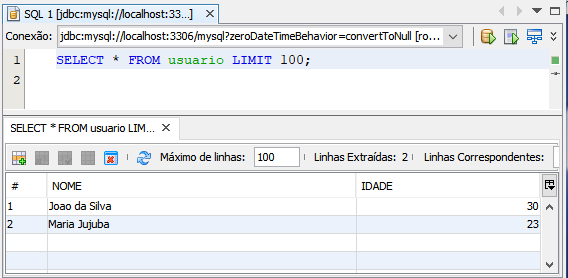 SQL 1 [jdbc:mysql://localhost:33...]
Conexão: jdbc:mysql://localhost:3306/mysql?zeroDateTimeBehavior=convertToNull [ro...
1 SELECT * FROM usuario LIMIT 100;
2
SELECT * FROM usuario LIM...
Máximo de linhas: 100 Linhas Extraídas: 2 Linhas Correspondentes:
# NOME IDADE
1 Joao da Silva 30
2 Maria Jujuba 23